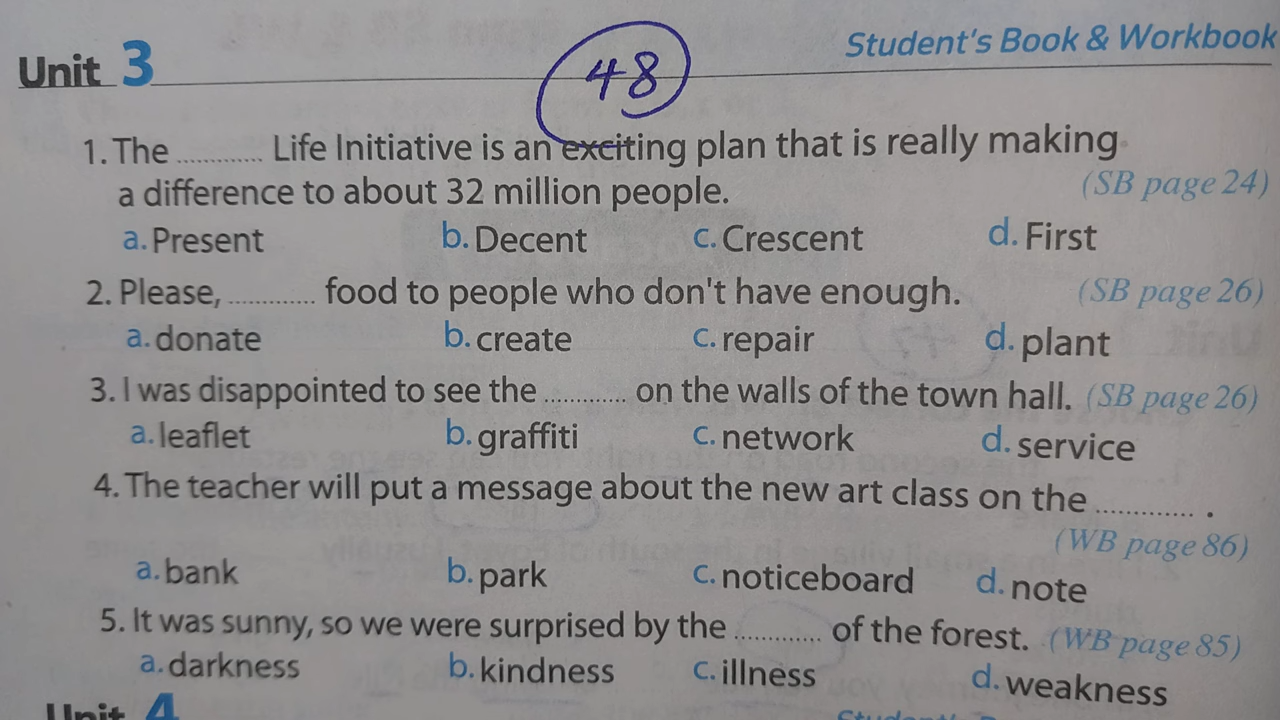 Unit 3
48
Student's Book & Workbook
1. The ............ Life Initiative is an exciting plan that is really making
a difference to about 32 million people.
(SB page 24)
a. Present b. Decent c. Crescent d. First
2. Please, ............ food to people who don't have enough. (SB page 26)
a. donate b. create c. repair d. plant
3. I was disappointed to see the ............ on the walls of the town hall. (SB page 26)
a. leaflet b. graffiti c. network d. service
4. The teacher will put a message about the new art class on the ............. .
(WB page 86)
a. bank b. park c. noticeboard d. note
5. It was sunny, so we were surprised by the ............ of the forest. (WB page 85)
a. darkness b. kindness c. illness d. weakness
Unit 4